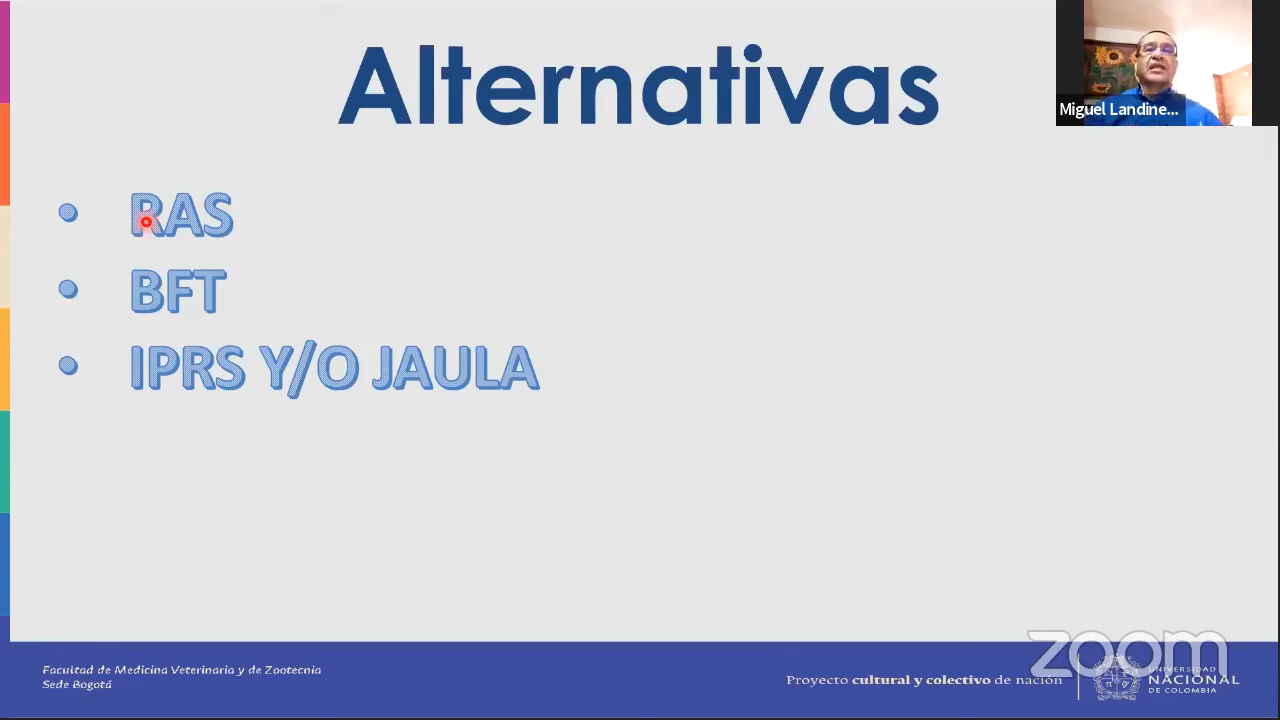 Alternativas
Miguel Landine...
• RAS
• BFT
• IPRS Y/O JAULA
Facultad de Medicina Veterinaria y de Zootecnia
Sede Bogotá
Proyecto cultural y colectivo de nación
zoom
UNIVERSIDAD
NACIONAL
DE COLOMBIA